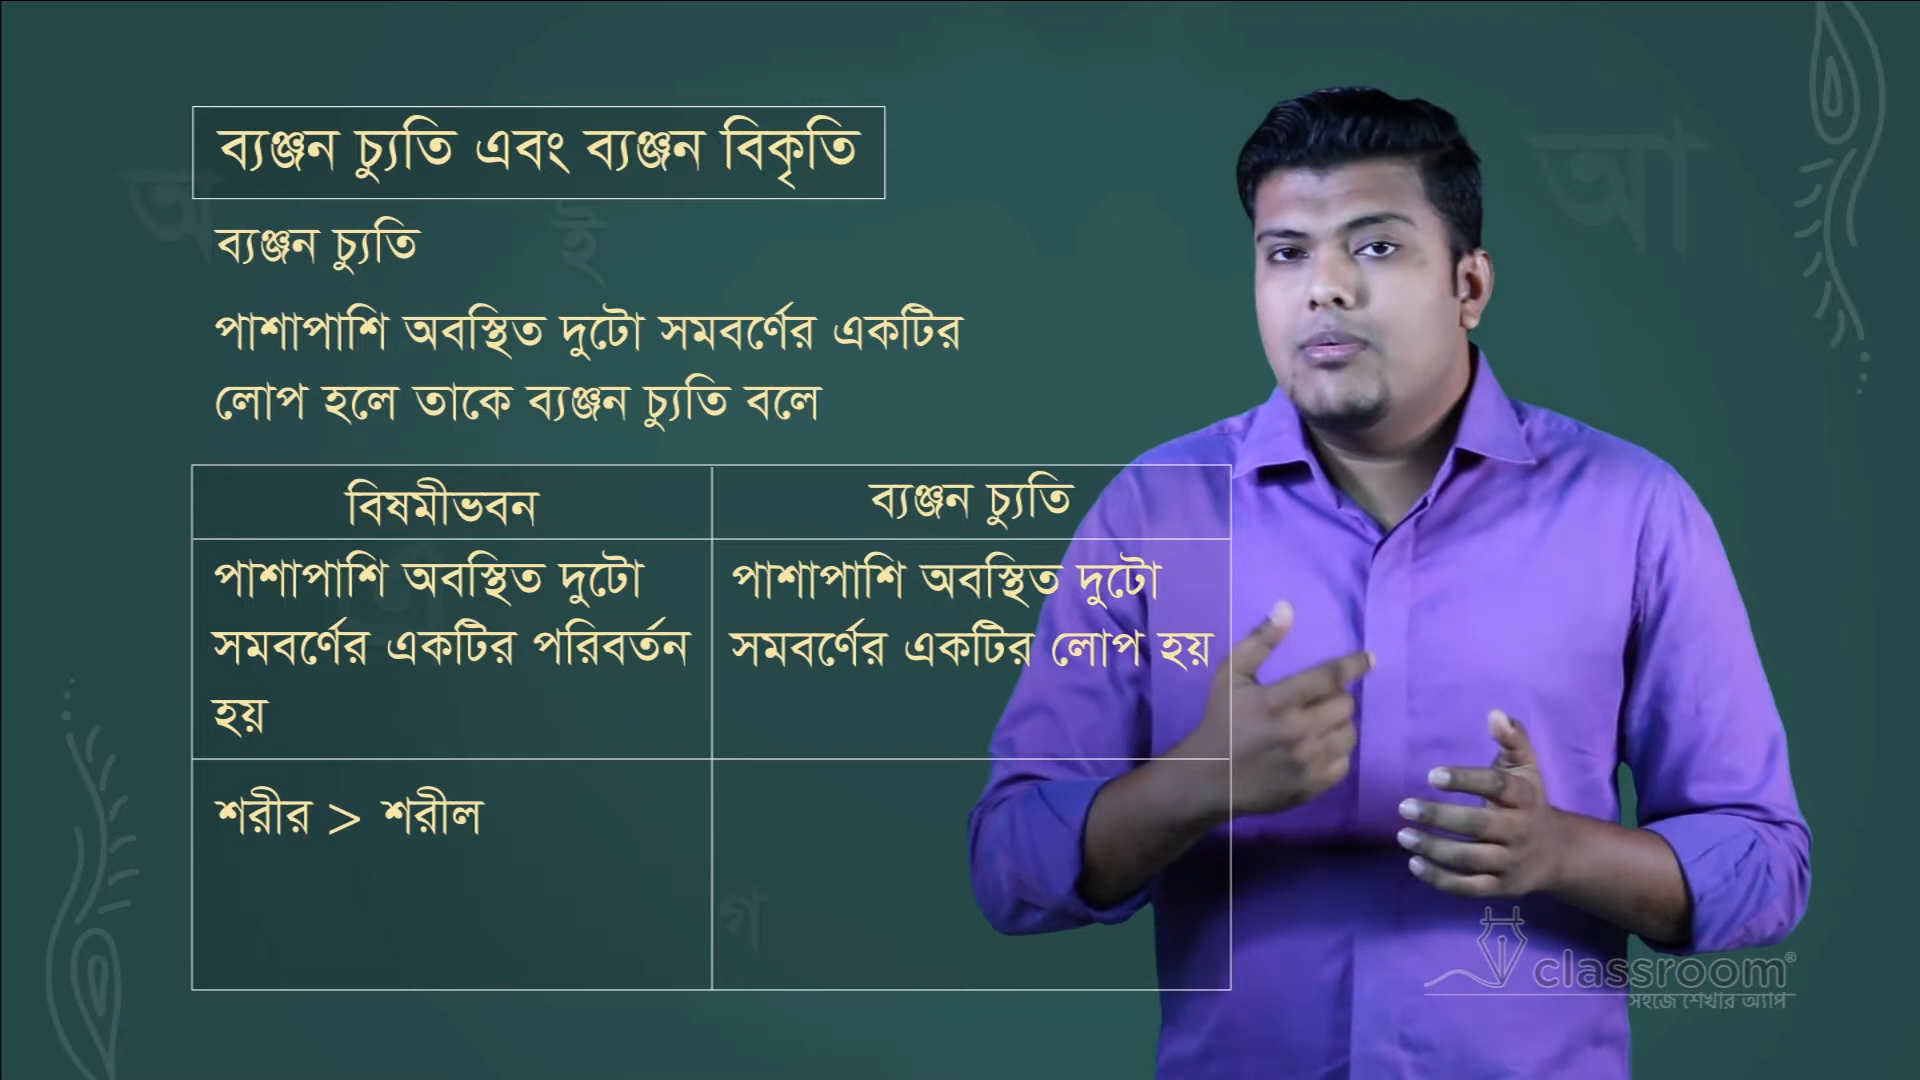 ব্যঞ্জন চ্যুতি এবং ব্যঞ্জন বিকৃতি
ব্যঞ্জন চ্যুতি
পাশাপাশি অবস্থিত দুটো সমবর্ণের একটির
লোপ হলে তাকে ব্যঞ্জন চ্যুতি বলে
বিষমীভবন
পাশাপাশি অবস্থিত দুটো
সমবর্ণের একটির পরিবর্তন
হয়
শরীর > শরীল
ব্যঞ্জন চ্যুতি
পাশাপাশি অবস্থিত দুটো
সমবর্ণের একটির লোপ হয়
অ
ই
আ
গ
classroom®
সহজে শেখার অ্যাপ